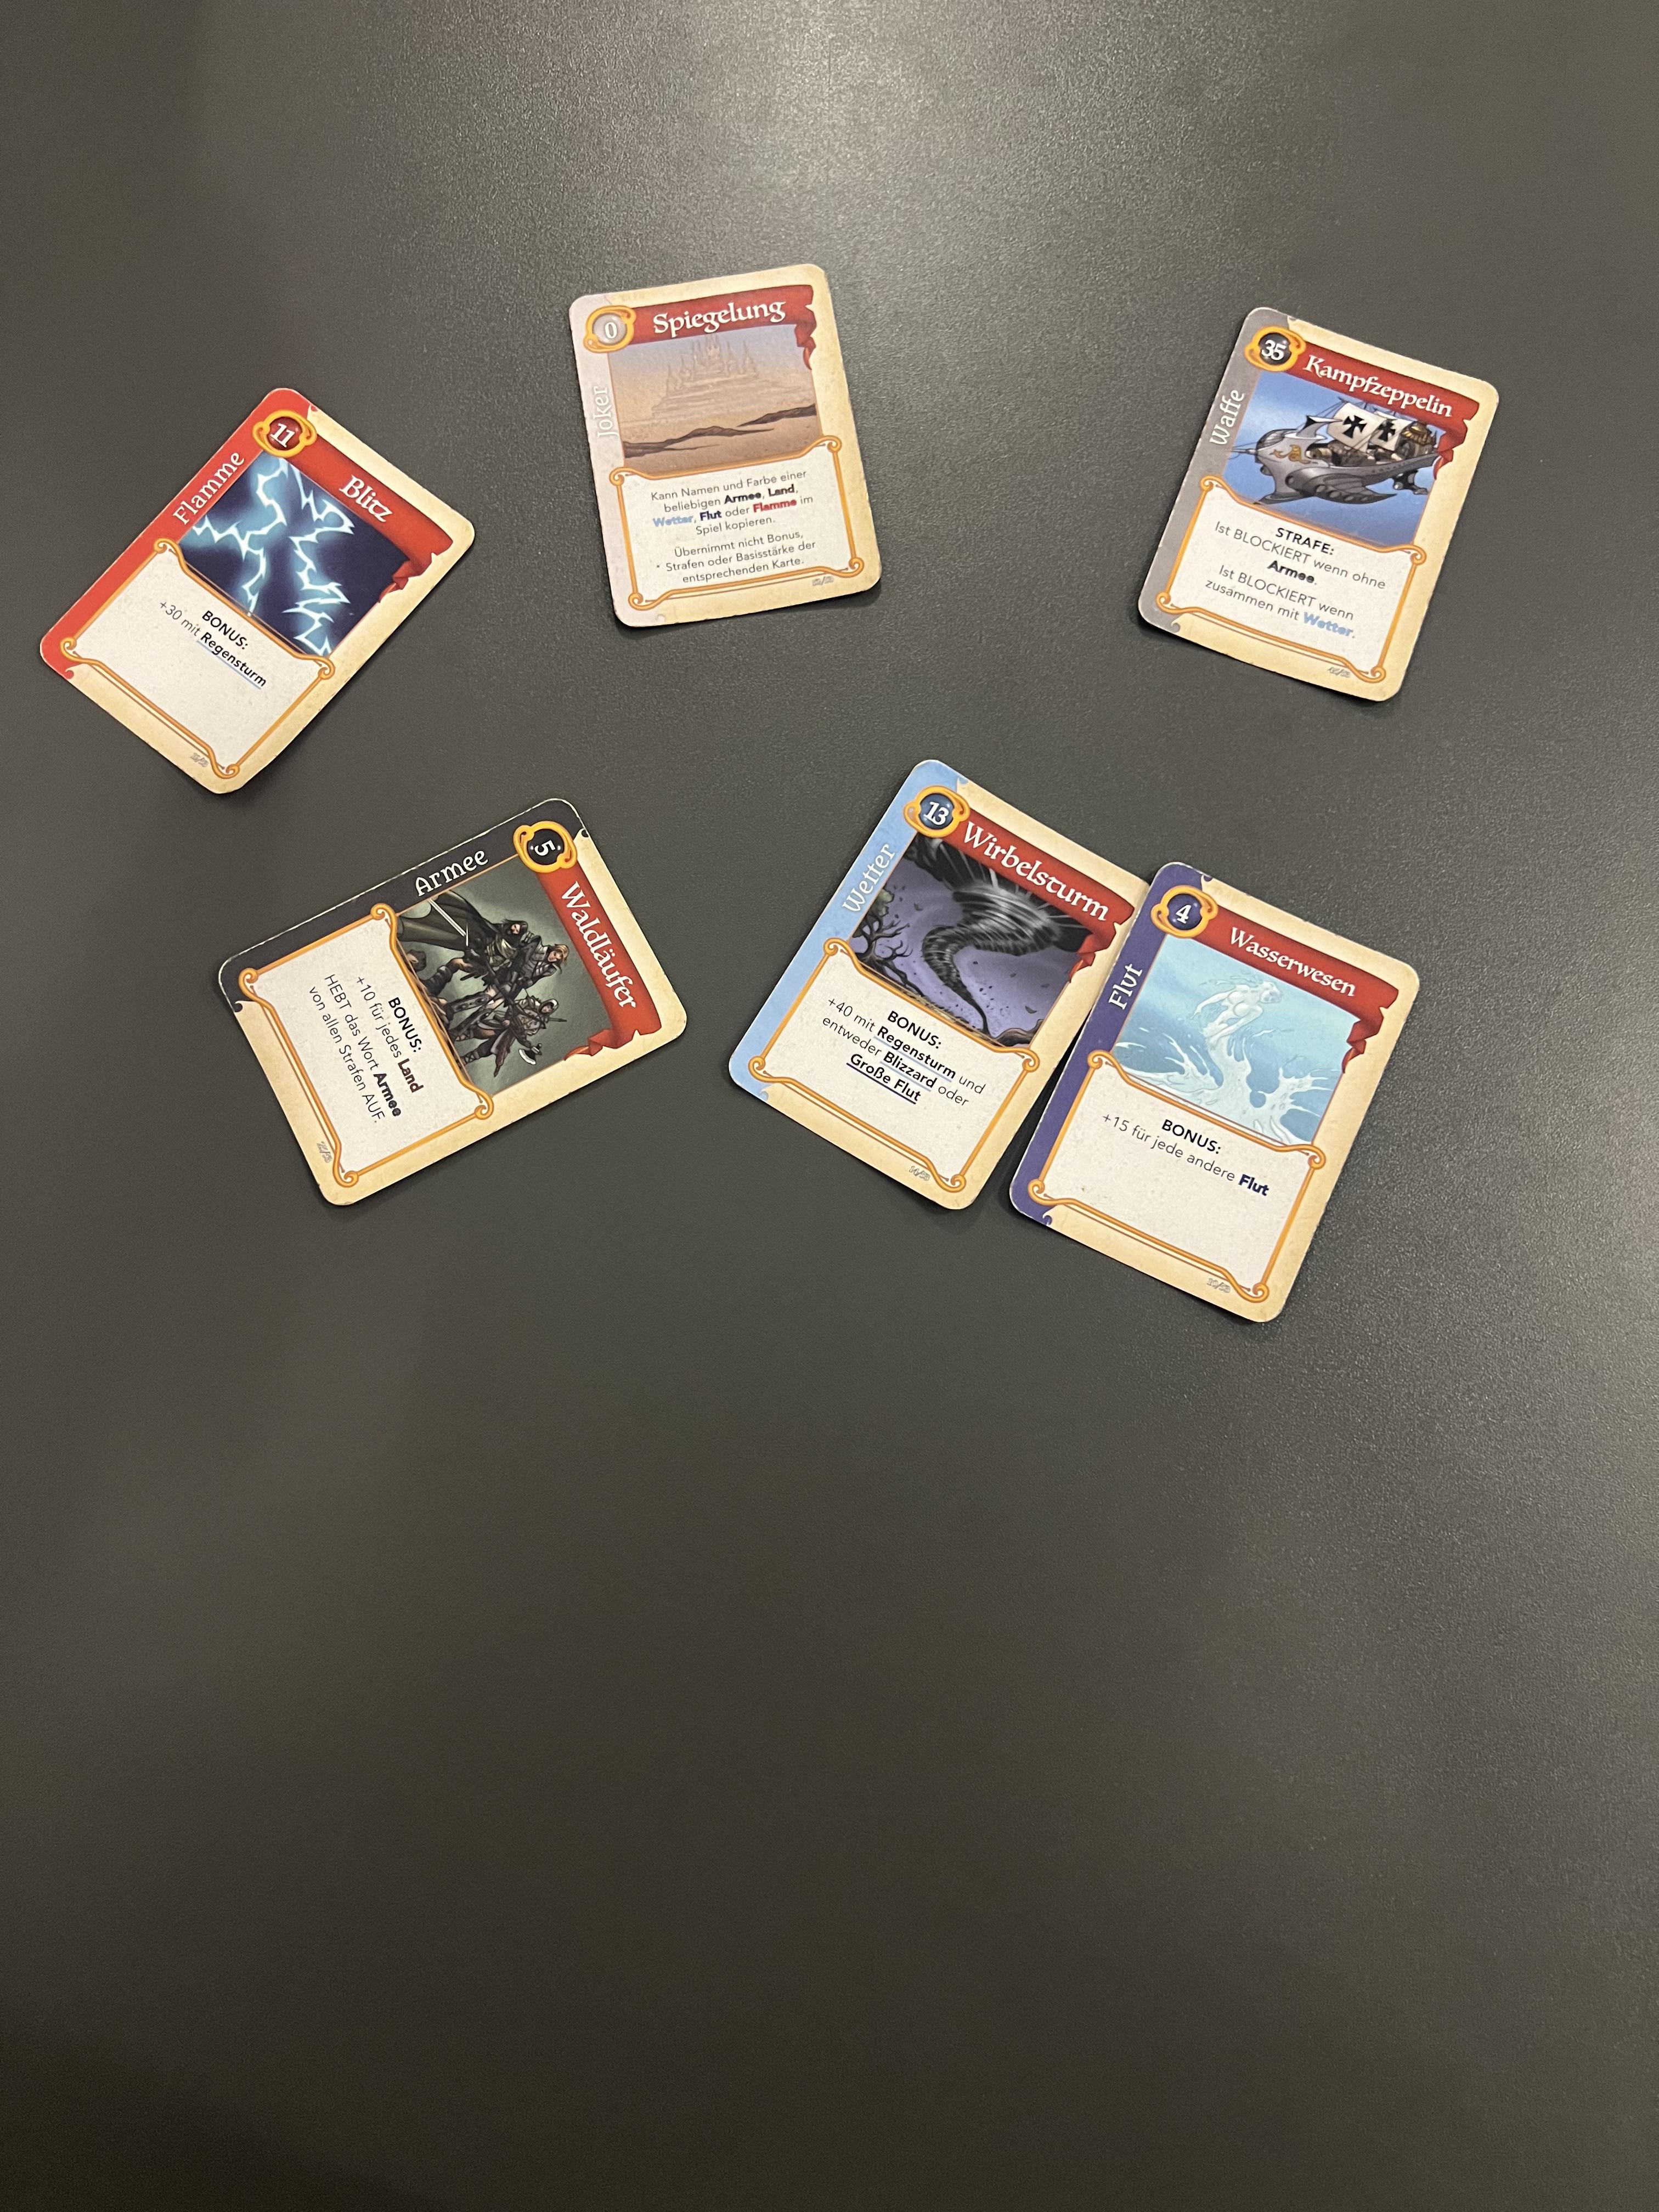 0
Spiegelung
Joker
Kann Namen und Farbe einer
beliebigen Armee, Land,
Wetter, Flut oder Flamme im
Spiel kopieren.
Übernimmt nicht Bonus,
* Strafen oder Basisstärke der
entsprechenden Karte.
35
Kampfzeppelin
Waffe
STRAFE:
Ist BLOCKIERT wenn ohne
Armee.
Ist BLOCKIERT wenn
zusammen mit Wetter.
11
Blitz
Flamme
BONUS:
+30 mit Regensturm
5
Waldläufer
Armee
BONUS:
+10 für jedes Land
HEBT das Wort Armee
von allen Strafen AUF.
13
Wirbelsturm
Wetter
BONUS:
+40 mit Regensturm und
entweder Blizzard oder
Große Flut
4
Wasserwesen
Flut
BONUS:
+15 für jede andere Flut